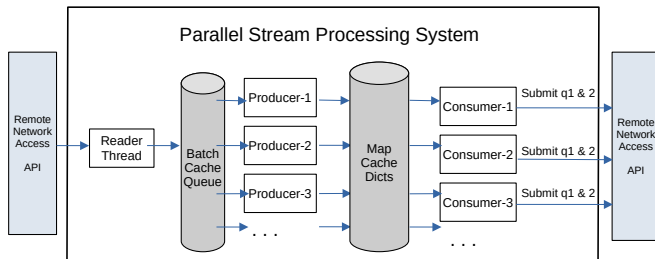 Parallel Stream Processing System
Remote
Network
Access
API
Reader
Thread
Batch
Cache
Queue
Producer-1
Producer-2
Producer-3
. . .
Map
Cache
Dicts
Consumer-1
Consumer-2
Consumer-3
. . .
Submit q1 & 2
Submit q1 & 2
Submit q1 & 2
Remote
Network
Access
API